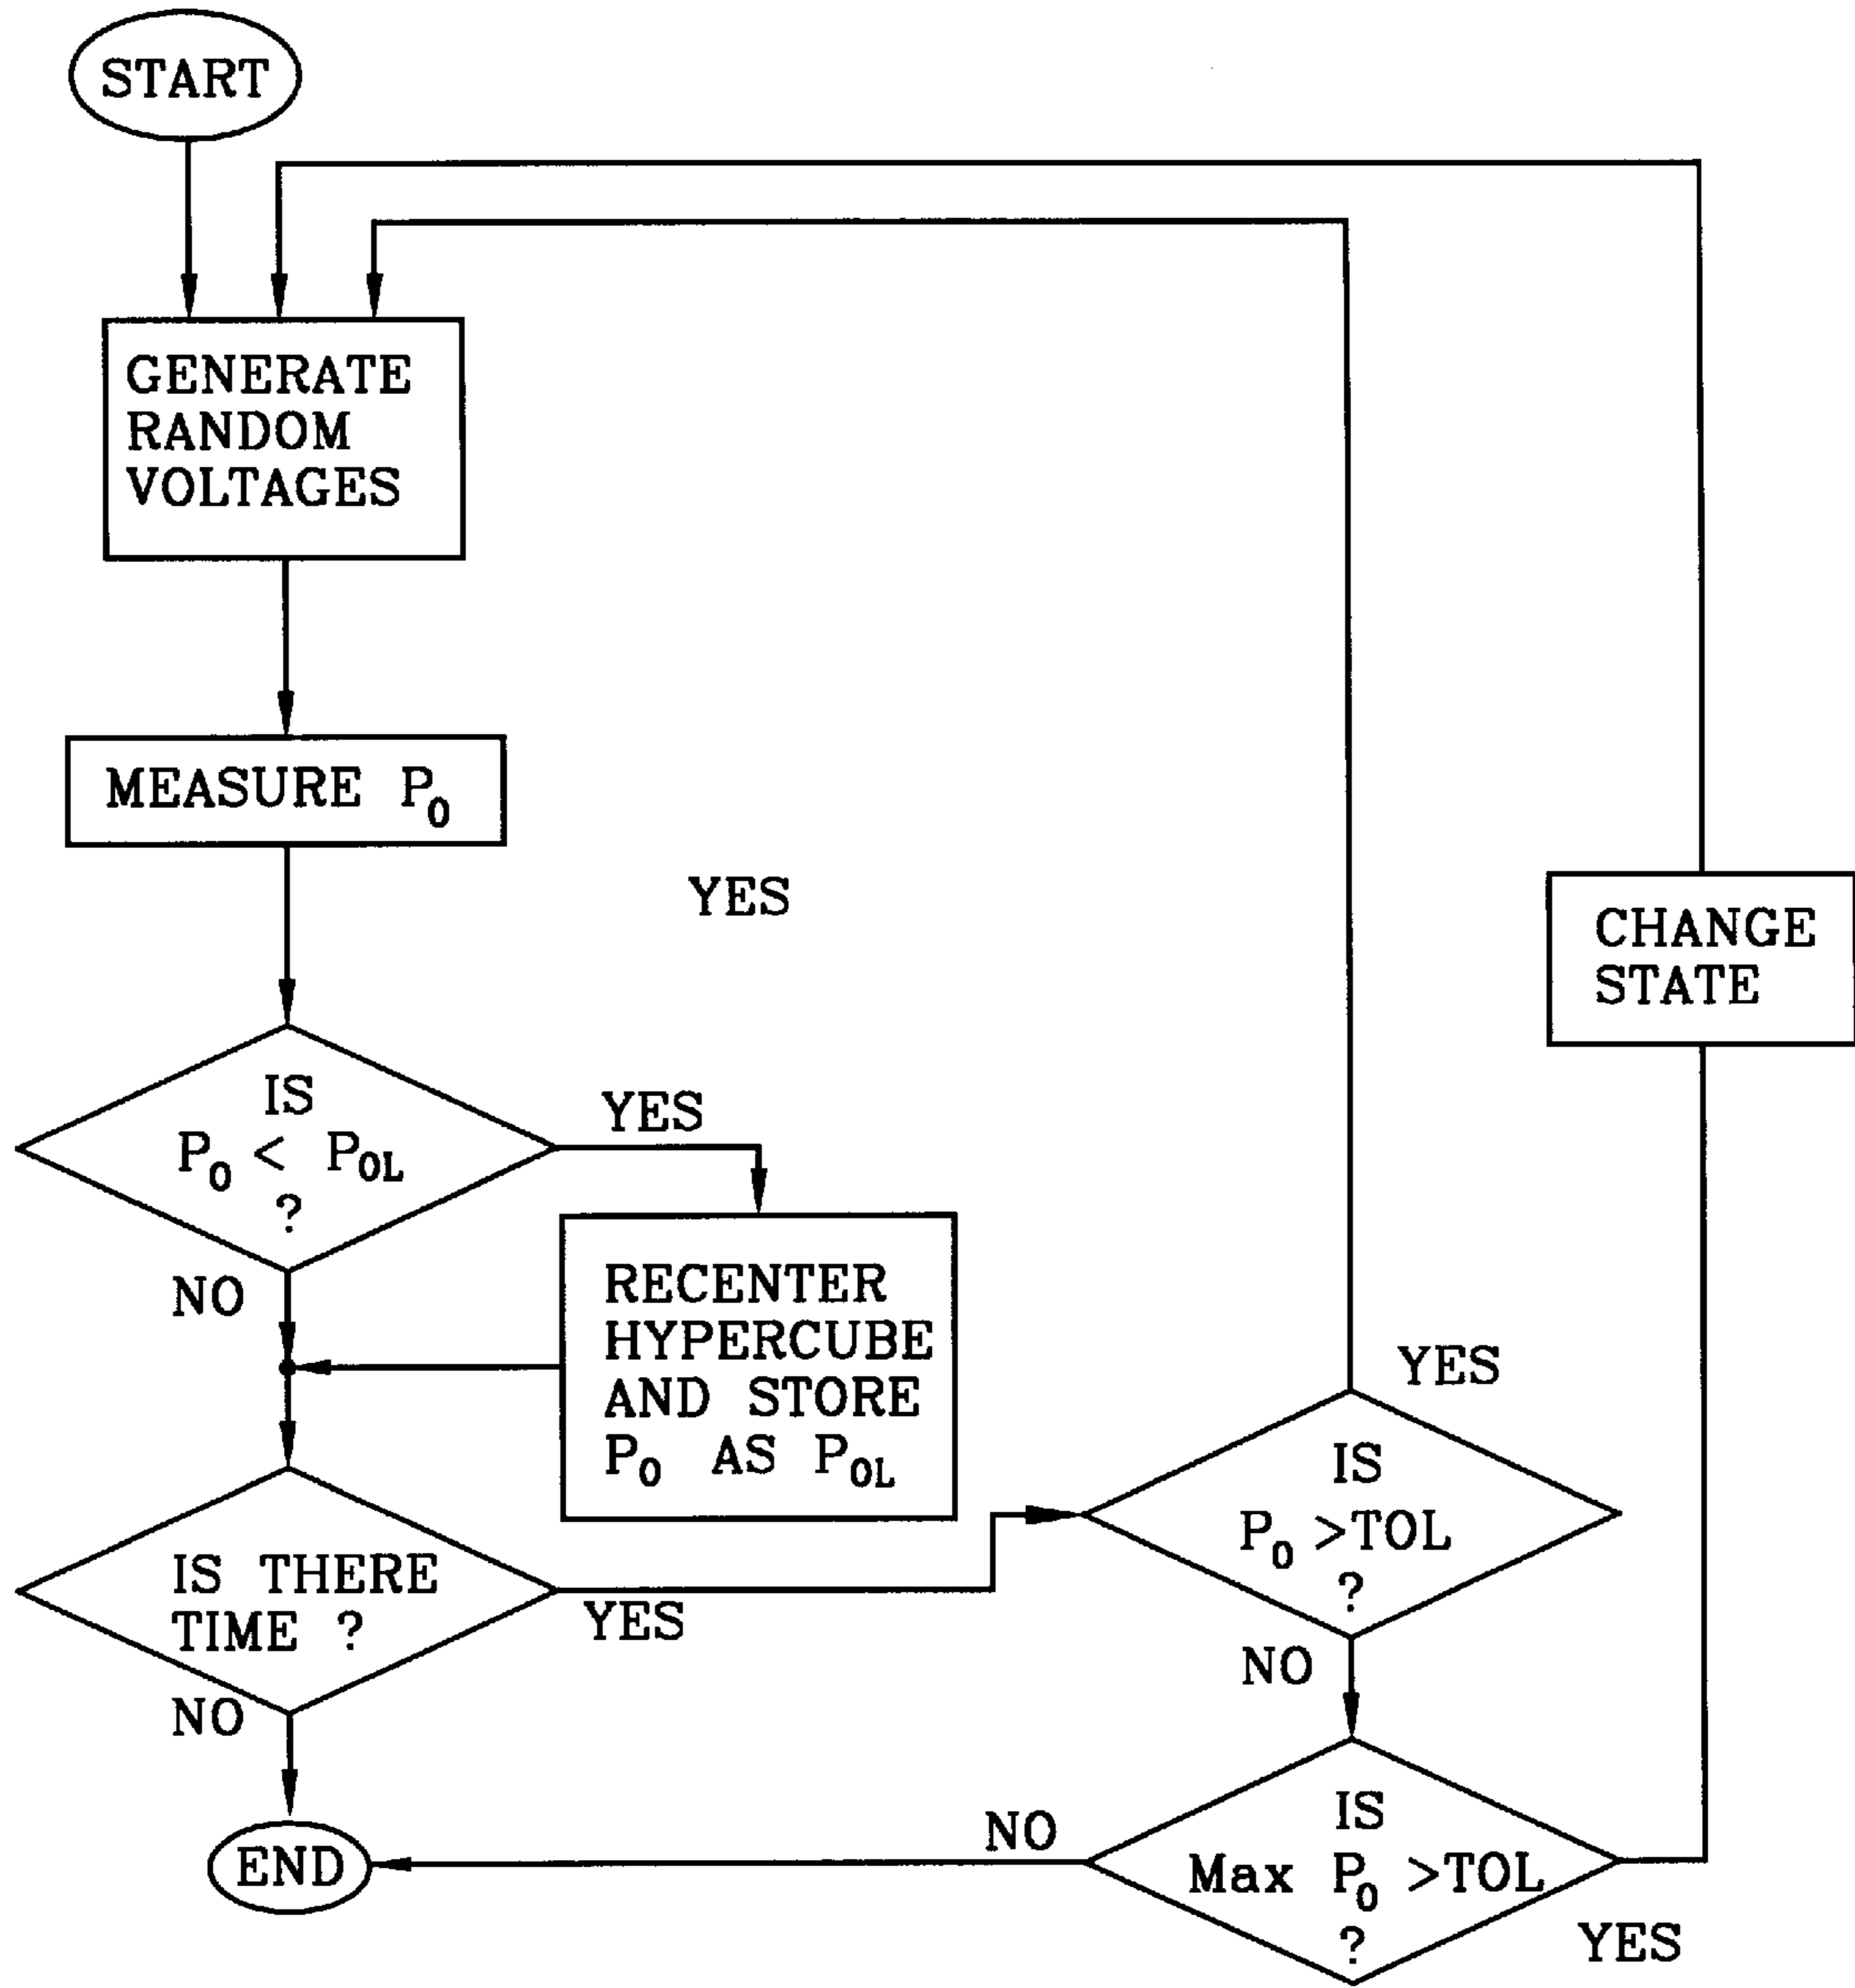 START
GENERATE
RANDOM
VOLTAGES
MEASURE P₀
YES
CHANGE
STATE
IS
P₀ < P₀L
?
YES
NO
RECENTER
HYPERCUBE
AND STORE
P₀ AS P₀L
YES
IS
P₀ >TOL
?
NO
IS THERE
TIME ?
YES
NO
END
NO
IS
Max P₀ >TOL
?
YES